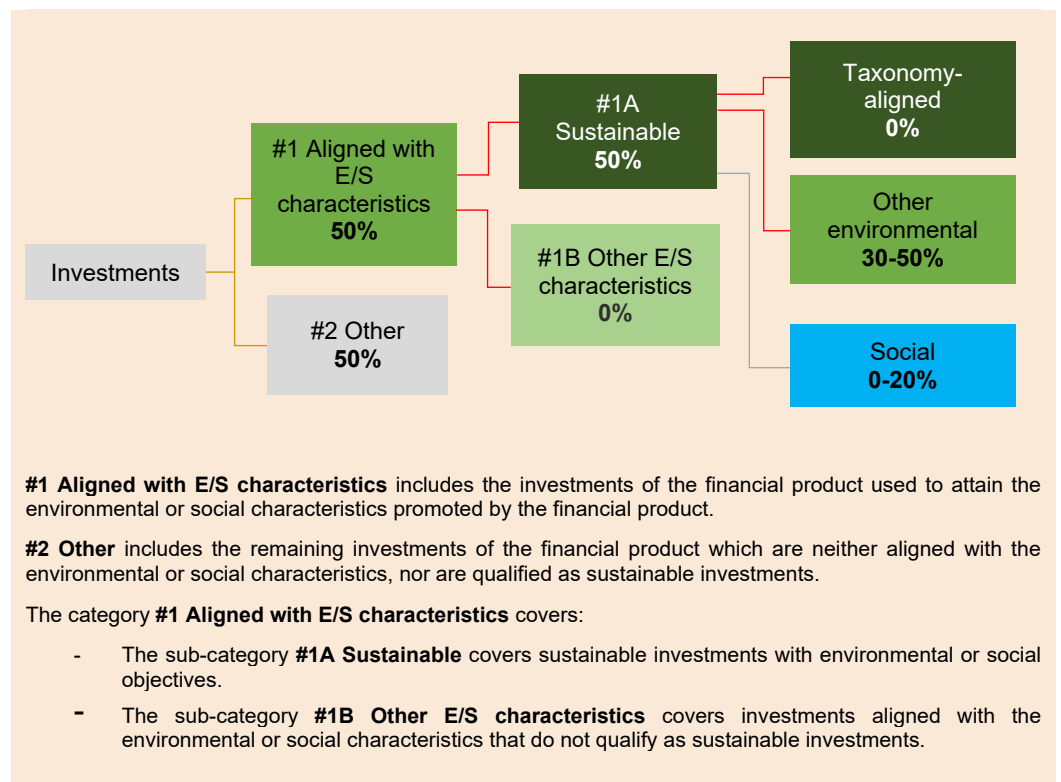 Investments
#1 Aligned with
E/S
characteristics
50%
#2 Other
50%
#1A
Sustainable
50%
#1B Other E/S
characteristics
0%
Taxonomy-
aligned
0%
Other
environmental
30-50%
Social
0-20%
#1 Aligned with E/S characteristics includes the investments of the financial product used to attain the
environmental or social characteristics promoted by the financial product.
#2 Other includes the remaining investments of the financial product which are neither aligned with the
environmental or social characteristics, nor are qualified as sustainable investments.
The category #1 Aligned with E/S characteristics covers:
- The sub-category #1A Sustainable covers sustainable investments with environmental or social
objectives.
- The sub-category #1B Other E/S characteristics covers investments aligned with the
environmental or social characteristics that do not qualify as sustainable investments.